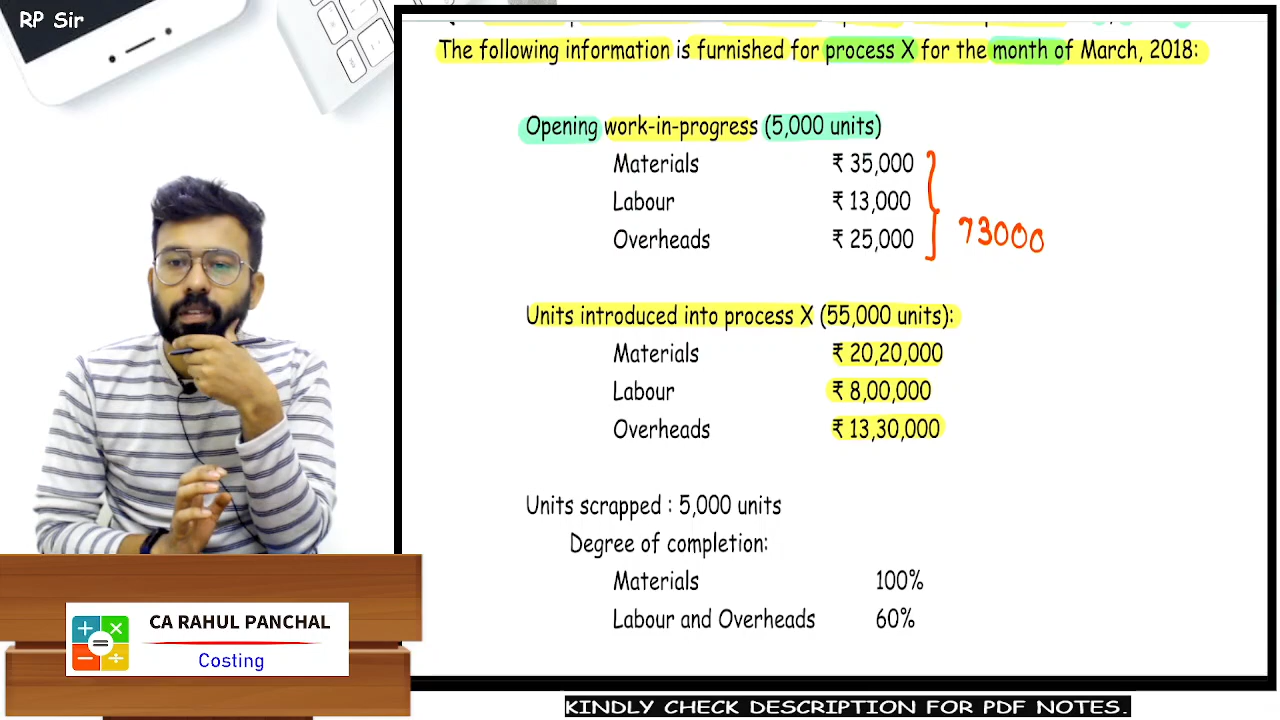 RP Sir
The following information is furnished for process X for the month of March, 2018:
Opening work-in-progress (5,000 units)
Materials ₹ 35,000
Labour ₹ 13,000
Overheads ₹ 25,000
73000
Units introduced into process X (55,000 units):
Materials ₹ 20,20,000
Labour ₹ 8,00,000
Overheads ₹ 13,30,000
Units scrapped : 5,000 units
Degree of completion:
Materials 100%
Labour and Overheads 60%
CA RAHUL PANCHAL
Costing
KINDLY CHECK DESCRIPTION FOR PDF NOTES.